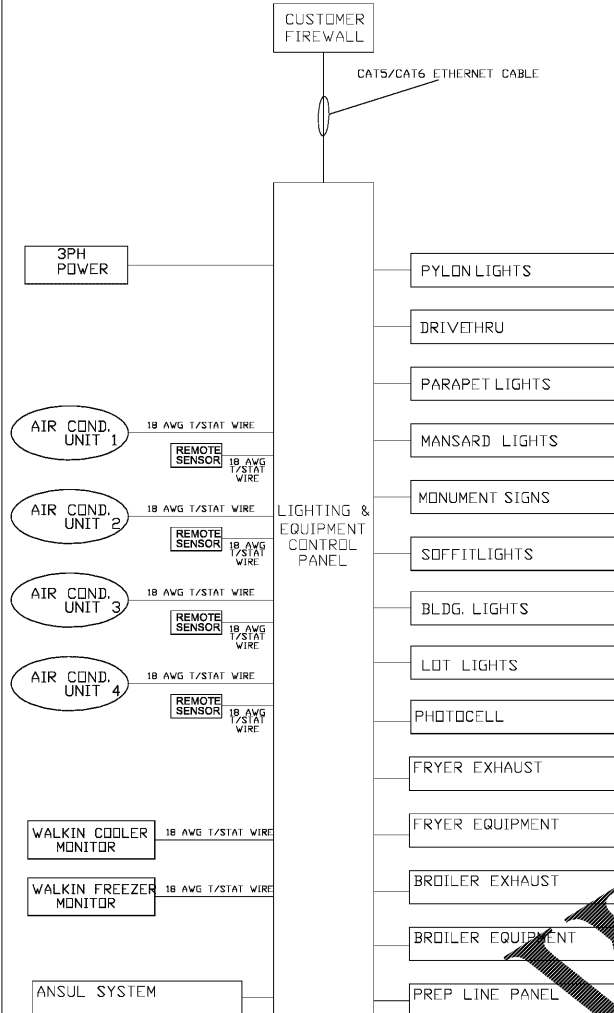 CUSTOMER
FIREWALL
CAT5/CAT6 ETHERNET CABLE
3PH
POWER
AIR COND.
UNIT 1
18 AWG T/STAT WIRE
REMOTE
SENSOR
18 AWG
T/STAT
WIRE
AIR COND.
UNIT 2
18 AWG T/STAT WIRE
REMOTE
SENSOR
18 AWG
T/STAT
WIRE
AIR COND.
UNIT 3
18 AWG T/STAT WIRE
REMOTE
SENSOR
18 AWG
T/STAT
WIRE
AIR COND.
UNIT 4
18 AWG T/STAT WIRE
REMOTE
SENSOR
18 AWG
T/STAT
WIRE
WALKIN COOLER
MONITOR
18 AWG T/STAT WIRE
WALKIN FREEZER
MONITOR
18 AWG T/STAT WIRE
ANSUL SYSTEM
LIGHTING &
EQUIPMENT
CONTROL
PANEL
PYLON LIGHTS
DRIVETHRU
PARAPET LIGHTS
MANSARD LIGHTS
MONUMENT SIGNS
SOFFITLIGHTS
BLDG. LIGHTS
LOT LIGHTS
PHOTOCELL
FRYER EXHAUST
FRYER EQUIPMENT
BROILER EXHAUST
BROILER EQUIPMENT
PREP LINE PANEL